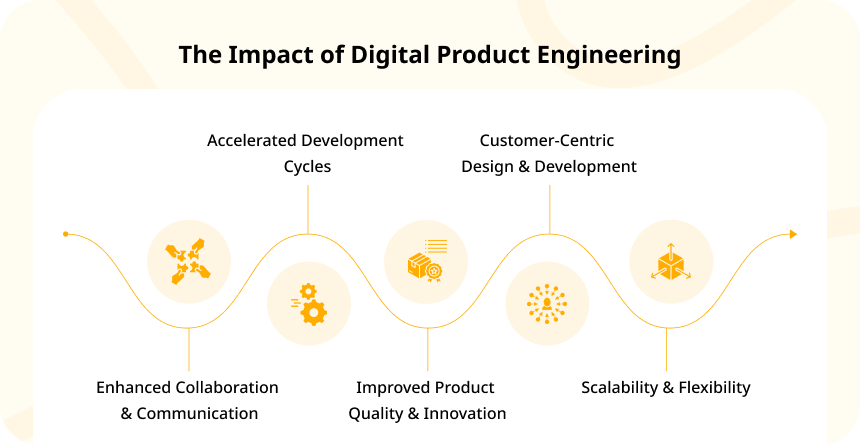 The Impact of Digital Product Engineering
Accelerated Development
Cycles
Customer-Centric
Design & Development
Enhanced Collaboration
& Communication
Improved Product
Quality & Innovation
Scalability & Flexibility